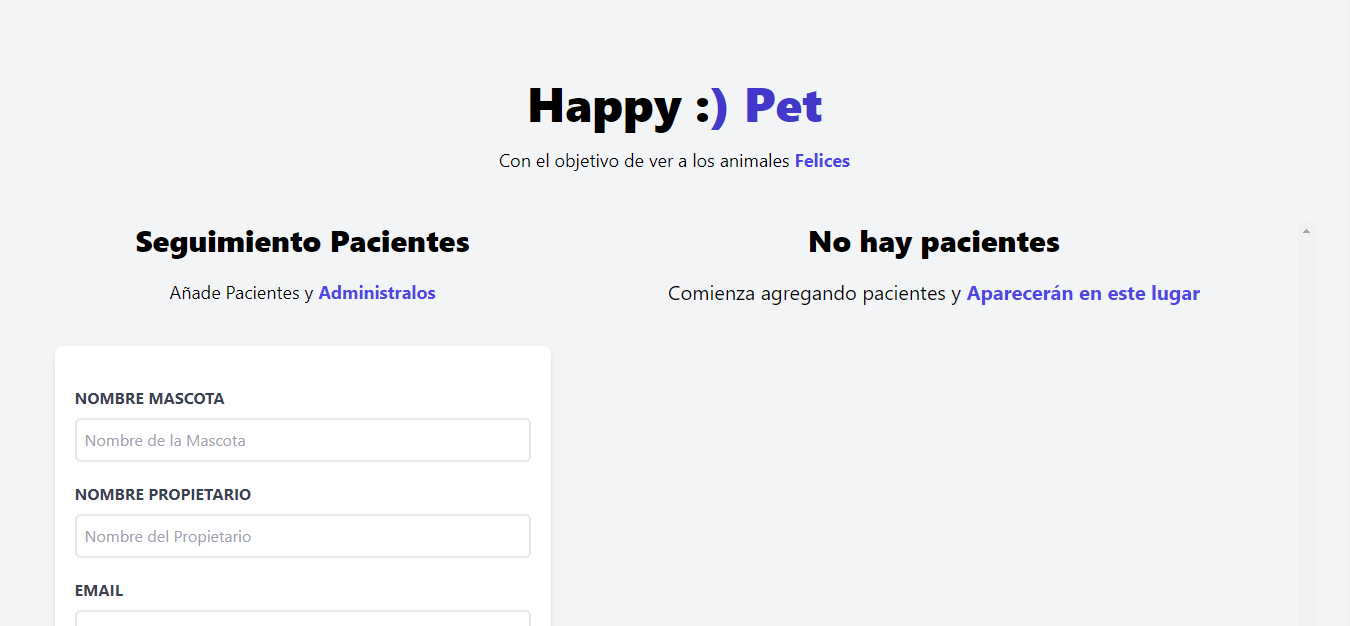 Happy :) Pet
Con el objetivo de ver a los animales Felices
Seguimiento Pacientes
Añade Pacientes y Administralos
NOMBRE MASCOTA
Nombre de la Mascota
NOMBRE PROPIETARIO
Nombre del Propietario
EMAIL
No hay pacientes
Comienza agregando pacientes y Aparecerán en este lugar